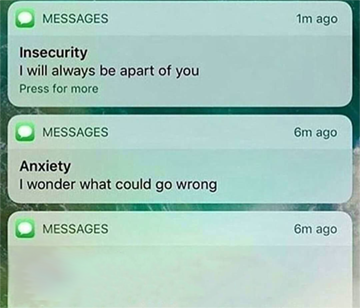 MESSAGES 1m ago
Insecurity
I will always be apart of you
Press for more
MESSAGES 6m ago
Anxiety
I wonder what could go wrong
MESSAGES 6m ago